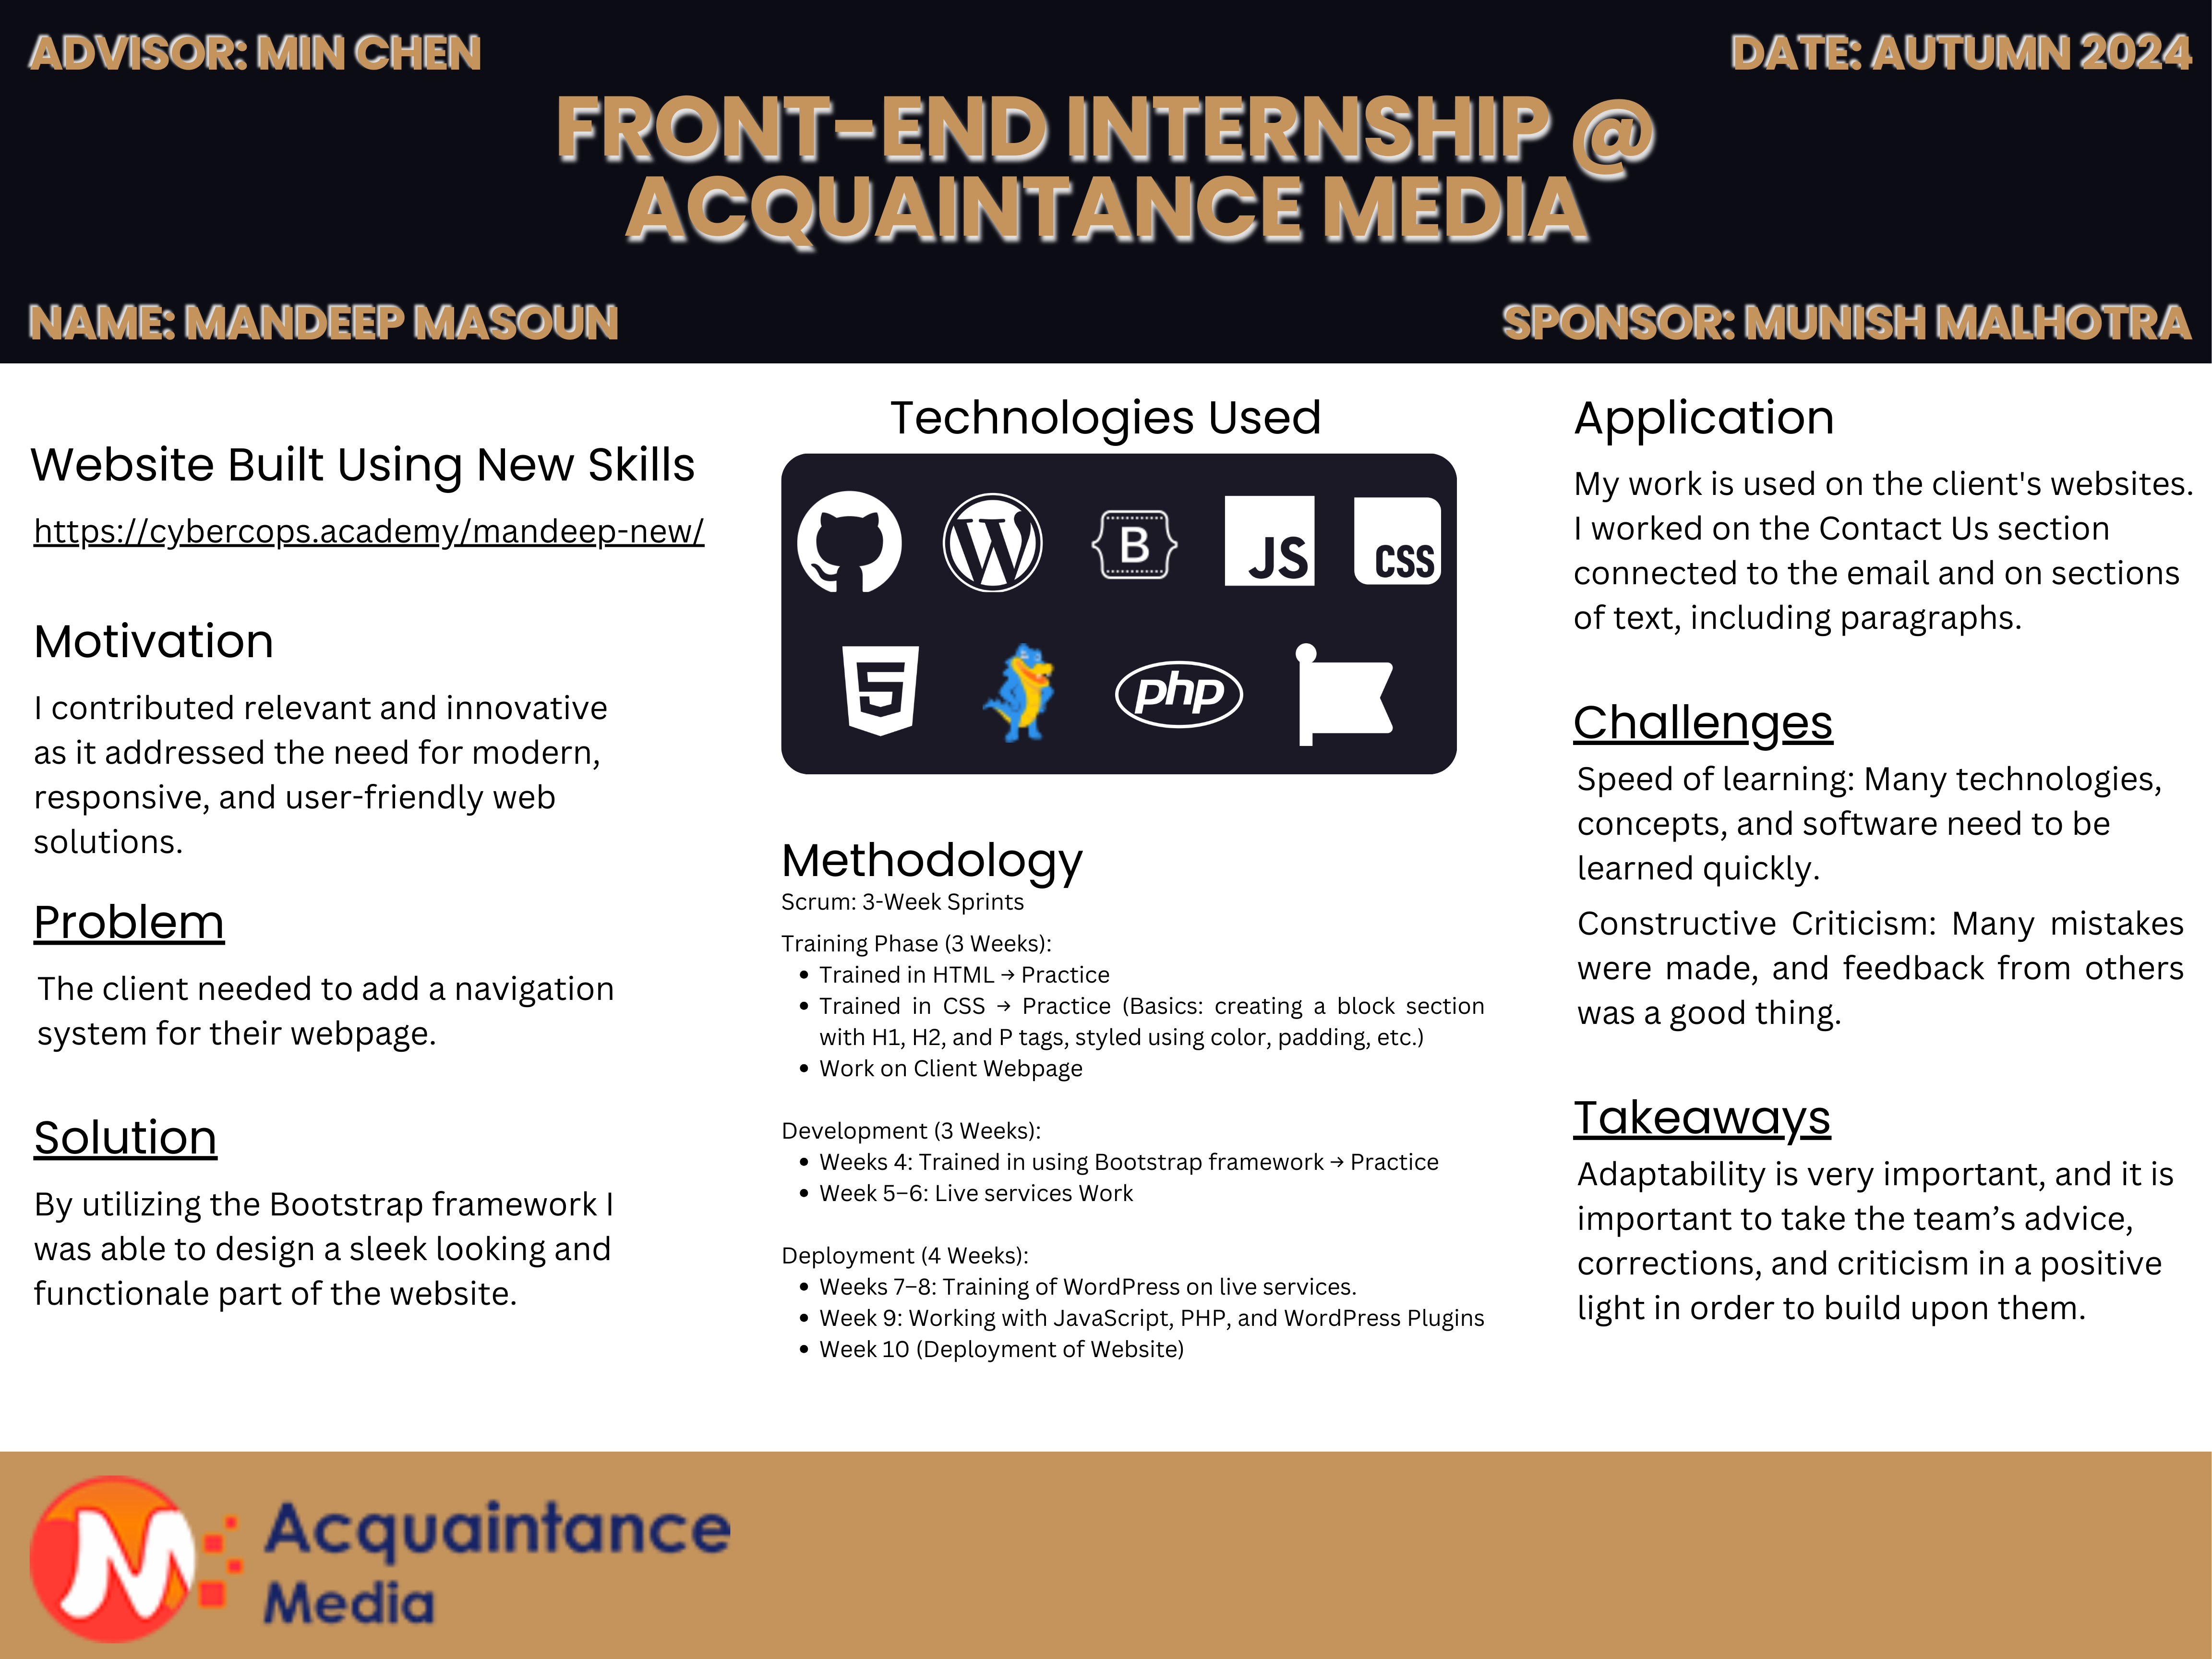 ADVISOR: MIN CHEN
DATE: AUTUMN 2024
FRONT-END INTERNSHIP @
ACQUAINTANCE MEDIA
NAME: MANDEEP MASOUN
SPONSOR: MUNISH MALHOTRA
Website Built Using New Skills
https://cybercops.academy/mandeep-new/
Motivation
I contributed relevant and innovative
as it addressed the need for modern,
responsive, and user-friendly web
solutions.
Problem
The client needed to add a navigation
system for their webpage.
Solution
By utilizing the Bootstrap framework I
was able to design a sleek looking and
functionale part of the website.
Technologies Used
W
B
JS
CSS
5
php
Methodology
Scrum: 3-Week Sprints
Training Phase (3 Weeks):
• Trained in HTML → Practice
• Trained in CSS → Practice (Basics: creating a block section
with H1, H2, and P tags, styled using color, padding, etc.)
• Work on Client Webpage
Development (3 Weeks):
• Weeks 4: Trained in using Bootstrap framework → Practice
• Week 5–6: Live services Work
Deployment (4 Weeks):
• Weeks 7–8: Training of WordPress on live services.
• Week 9: Working with JavaScript, PHP, and WordPress Plugins
• Week 10 (Deployment of Website)
Application
My work is used on the client's websites.
I worked on the Contact Us section
connected to the email and on sections
of text, including paragraphs.
Challenges
Speed of learning: Many technologies,
concepts, and software need to be
learned quickly.
Constructive Criticism: Many mistakes
were made, and feedback from others
was a good thing.
Takeaways
Adaptability is very important, and it is
important to take the team’s advice,
corrections, and criticism in a positive
light in order to build upon them.
M
Acquaintance
Media